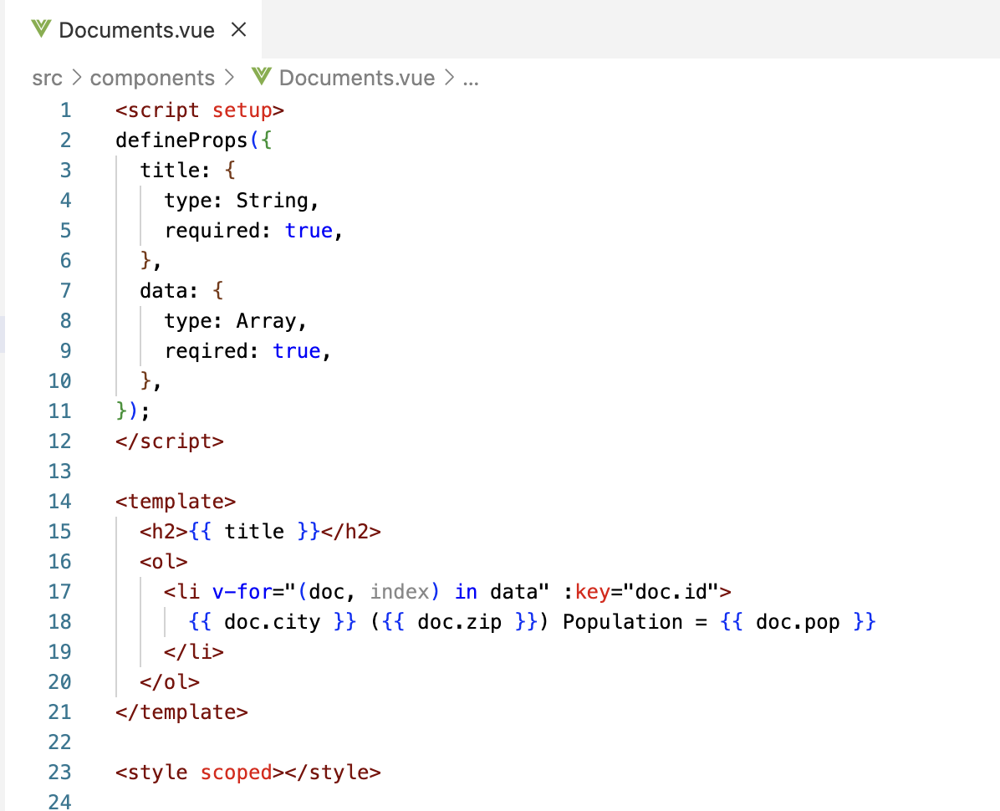 Documents.vue
src > components > Documents.vue > ...
1 <script setup>
2 defineProps({
3   title: {
4     type: String,
5     required: true,
6   },
7   data: {
8     type: Array,
9     reqired: true,
10   },
11 });
12 </script>
13
14 <template>
15   <h2>{{ title }}</h2>
16   <ol>
17     <li v-for="(doc, index) in data" :key="doc.id">
18       {{ doc.city }} ({{ doc.zip }}) Population = {{ doc.pop }}
19     </li>
20   </ol>
21 </template>
22
23 <style scoped></style>
24